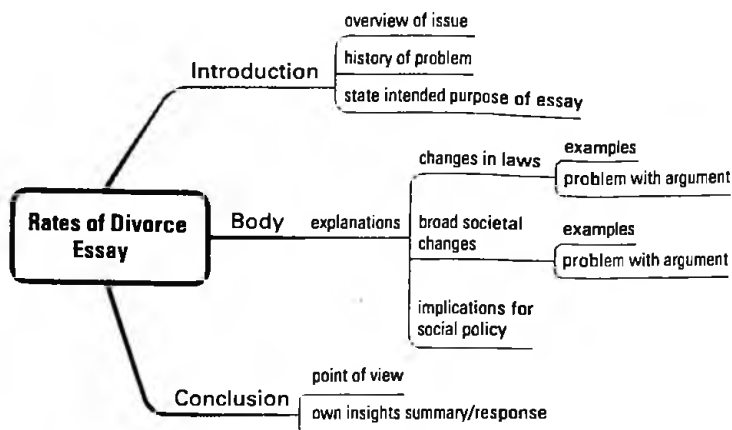 overview of issue
Introduction
history of problem
state intended purpose of essay
changes in laws
examples
problem with argument
Rates of Divorce
Essay
Body
explanations
broad societal
changes
examples
problem with argument
implications for
social policy
Conclusion
point of view
own insights summary/response